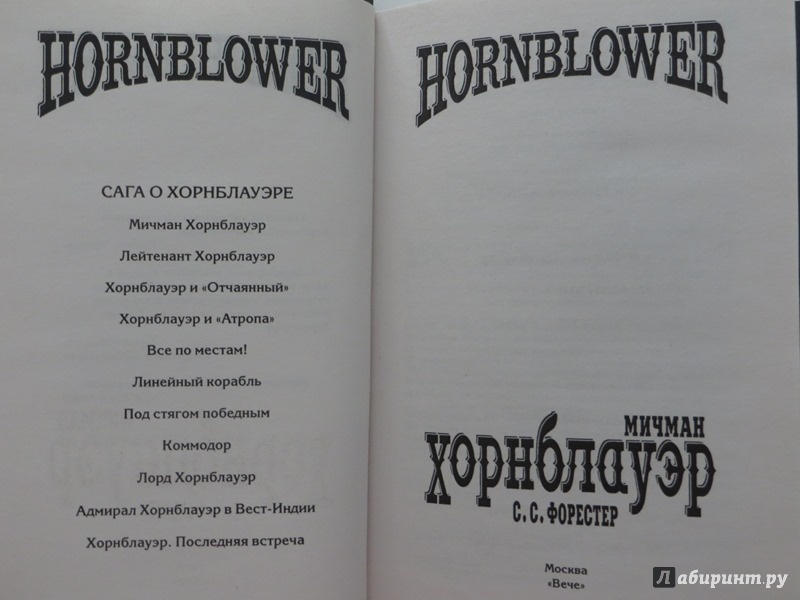 HORNBLOWER
САГА О ХОРНБЛАУЭРЕ
Мичман Хорнблауэр
Лейтенант Хорнблауэр
Хорнблауэр и «Отчаянный»
Хорнблауэр и «Атропа»
Все по местам!
Линейный корабль
Под стягом победным
Коммодор
Лорд Хорнблауэр
Адмирал Хорнблауэр в Вест-Индии
Хорнблауэр. Последняя встреча
HORNBLOWER
МИЧМАН
Хорнблауэр
С. С. ФОРЕСТЕР
Москва
«Вече»
Лабиринт.ру